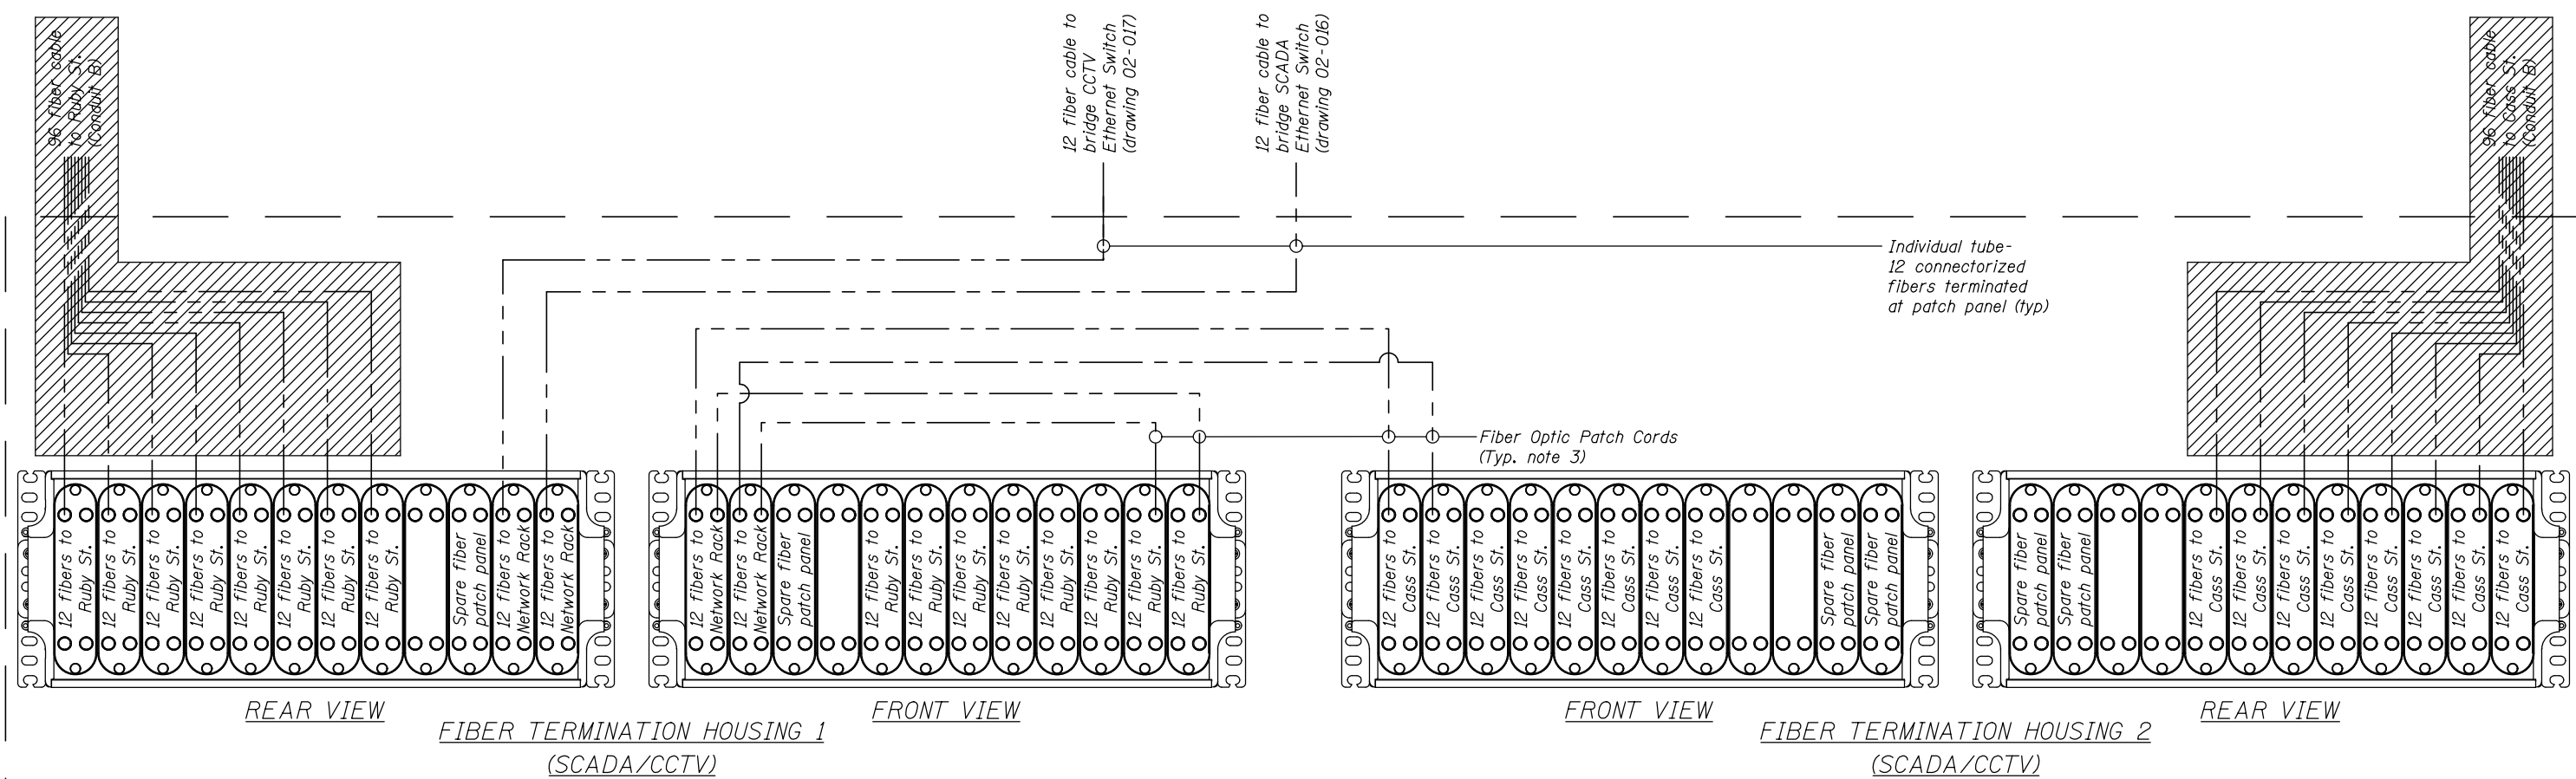 96 fiber cable
to Ruby St.
(Conduit B)
12 fiber cable to
bridge CCTV
Ethernet Switch
(drawing 02-017)
12 fiber cable to
bridge SCADA
Ethernet Switch
(drawing 02-016)
96 fiber cable
to Cass St.
(Conduit B)
Individual tube-
12 connectorized
fibers terminated
at patch panel (typ)
Fiber Optic Patch Cords
(Typ. note 3)
12 fibers to
Ruby St.
12 fibers to
Ruby St.
12 fibers to
Ruby St.
12 fibers to
Ruby St.
12 fibers to
Ruby St.
12 fibers to
Ruby St.
12 fibers to
Ruby St.
12 fibers to
Ruby St.
Spare fiber
patch panel
12 fibers to
Network Rack
12 fibers to
Network Rack
12 fibers to
Network Rack
12 fibers to
Network Rack
Spare fiber
patch panel
12 fibers to
Ruby St.
12 fibers to
Ruby St.
12 fibers to
Ruby St.
12 fibers to
Ruby St.
12 fibers to
Ruby St.
12 fibers to
Ruby St.
12 fibers to
Ruby St.
12 fibers to
Ruby St.
12 fibers to
Cass St.
12 fibers to
Cass St.
12 fibers to
Cass St.
12 fibers to
Cass St.
12 fibers to
Cass St.
12 fibers to
Cass St.
12 fibers to
Cass St.
12 fibers to
Cass St.
Spare fiber
patch panel
Spare fiber
patch panel
Spare fiber
patch panel
Spare fiber
patch panel
12 fibers to
Cass St.
12 fibers to
Cass St.
12 fibers to
Cass St.
12 fibers to
Cass St.
12 fibers to
Cass St.
12 fibers to
Cass St.
12 fibers to
Cass St.
12 fibers to
Cass St.
REAR VIEW
FRONT VIEW
FRONT VIEW
REAR VIEW
FIBER TERMINATION HOUSING 1
(SCADA/CCTV)
FIBER TERMINATION HOUSING 2
(SCADA/CCTV)